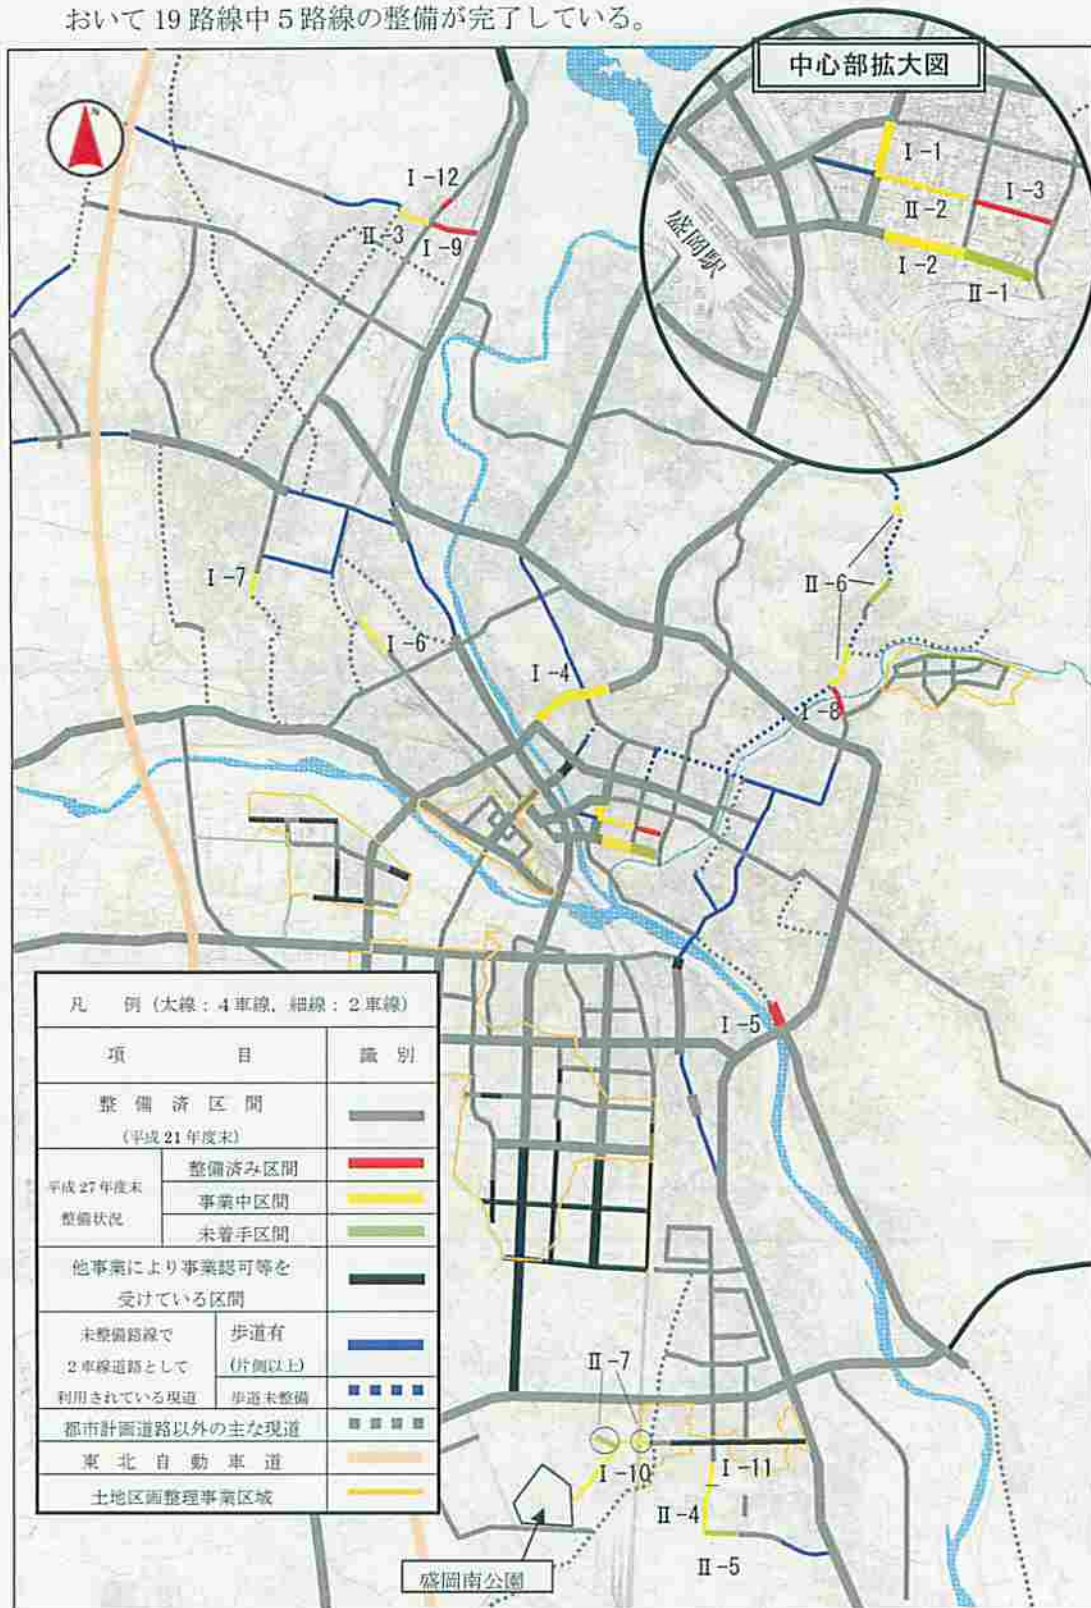 おいて19路線中5路線の整備が完了している。
中心部拡大図
N
盛岡駅
Ⅰ-1
Ⅰ-3
Ⅱ-2
Ⅰ-2
Ⅱ-1
Ⅰ-12
Ⅱ-3
Ⅰ-9
Ⅰ-7
Ⅰ-6
Ⅱ-6
Ⅰ-4
Ⅰ-8
Ⅰ-5
凡 例 (太線:4車線, 細線:2車線)
項 目
識 別
整 備 済 区 間
(平成21年度末)
平成27年度末
整備状況
整備済み区間
事業中区間
未着手区間
他事業により事業認可等を
受けている区間
未整備路線で
2車線道路として
利用されている現道
歩道有
(片側以上)
歩道未整備
都市計画道路以外の主な現道
東 北 自 動 車 道
土地区画整理事業区域
Ⅱ-7
Ⅰ-10
Ⅰ-11
Ⅱ-4
Ⅱ-5
盛岡南公園